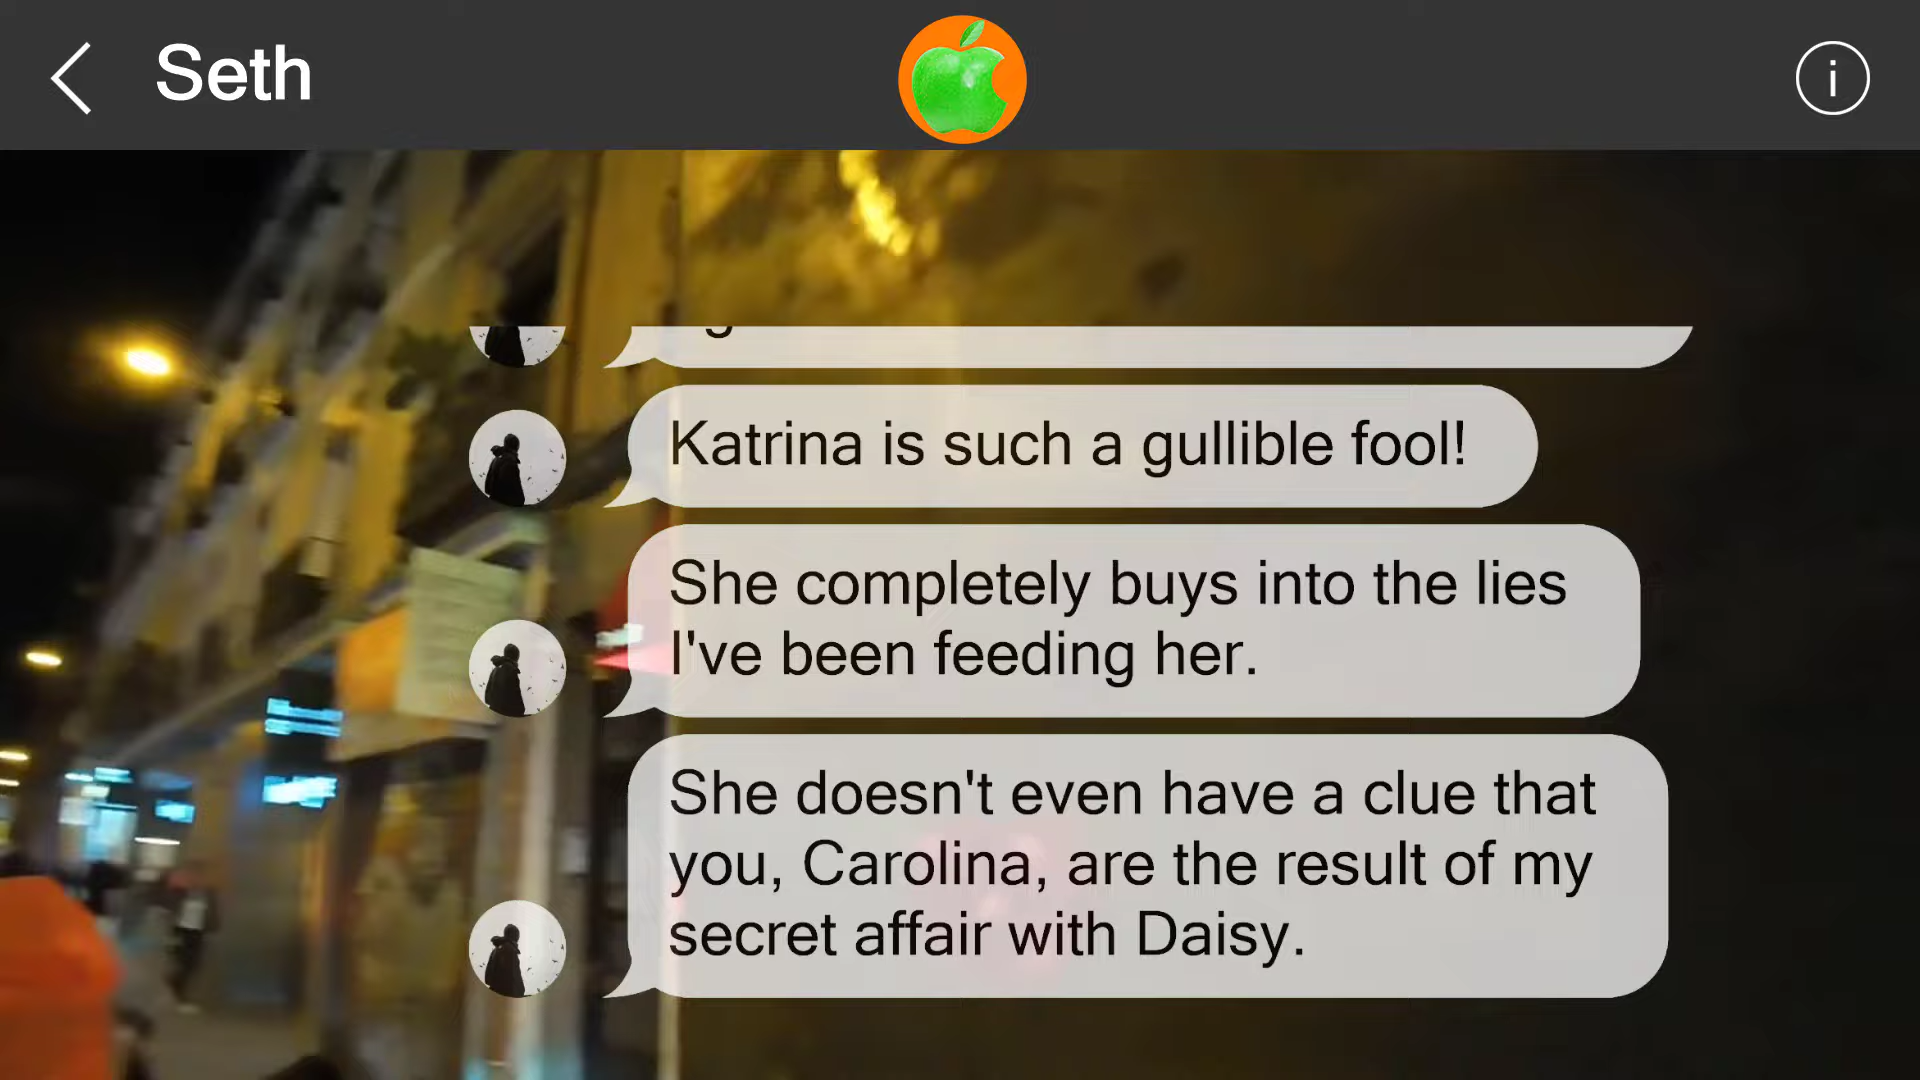 Seth
Katrina is such a gullible fool!
She completely buys into the lies
I've been feeding her.
She doesn't even have a clue that
you, Carolina, are the result of my
secret affair with Daisy.